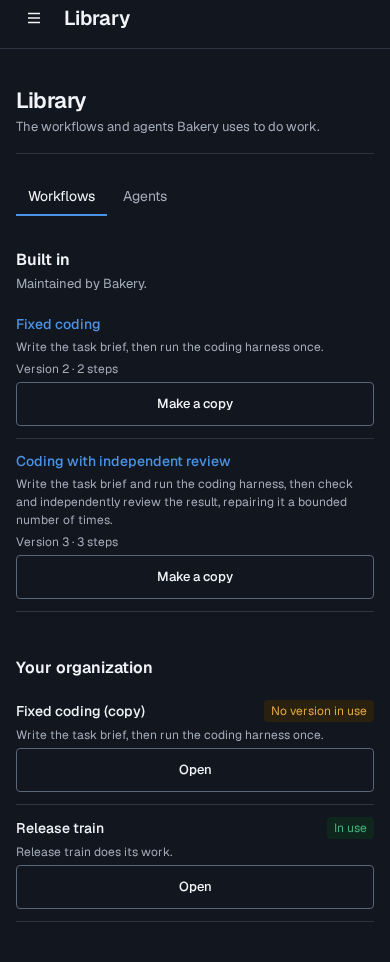 Library
Library
The workflows and agents Bakery uses to do work.
Workflows Agents
Built in
Maintained by Bakery.
Fixed coding
Write the task brief, then run the coding harness once.
Version 2 · 2 steps
Make a copy
Coding with independent review
Write the task brief and run the coding harness, then check
and independently review the result, repairing it a bounded
number of times.
Version 3 · 3 steps
Make a copy
Your organization
Fixed coding (copy) No version in use
Write the task brief, then run the coding harness once.
Open
Release train In use
Release train does its work.
Open